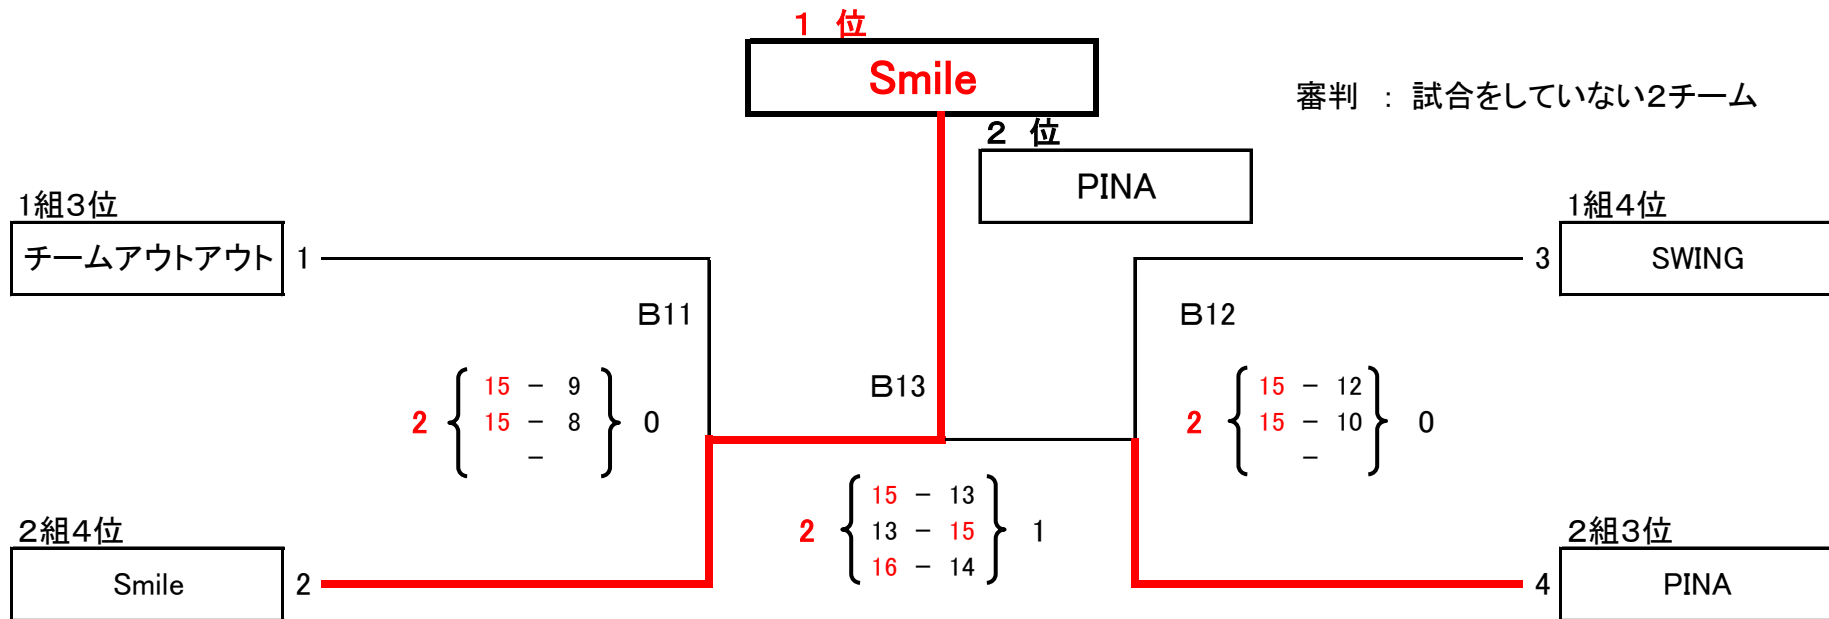 １　位
Smile
審判　：　試合をしていない２チーム
２　位
PINA
1組３位
チームアウトアウト 1
1組４位
3 SWING
Ｂ11
Ｂ12
Ｂ13
2 { 15 － 9 } 0
15 － 8
－
2 { 15 － 12 } 0
15 － 10
－
2 { 15 － 13 } 1
13 － 15
16 － 14
２組４位
Smile 2
２組３位
4 PINA